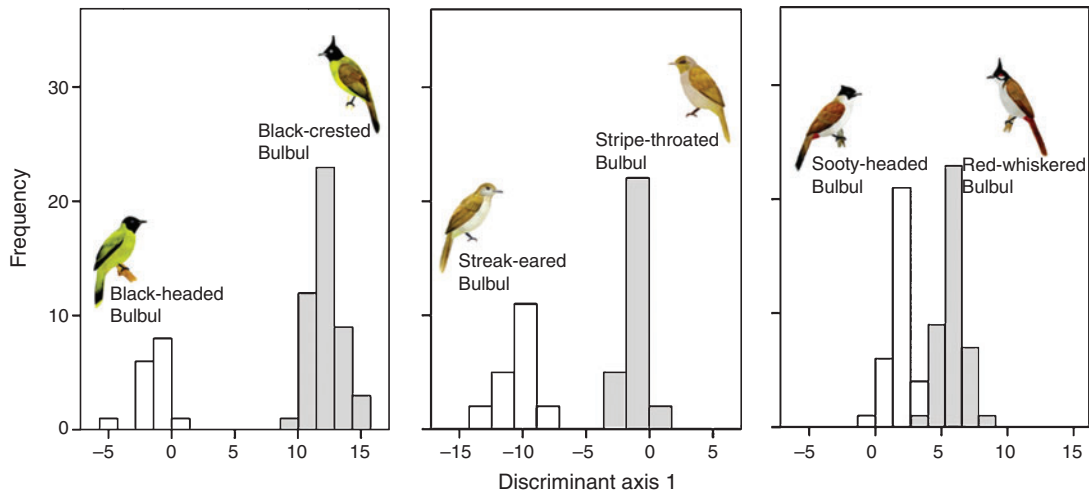 30
20
10
0
Frequency
Black-headed
Bulbul
Black-crested
Bulbul
−5 0 5 10 15
Streak-eared
Bulbul
Stripe-throated
Bulbul
−15 −10 −5 0 5
Sooty-headed
Bulbul
Red-whiskered
Bulbul
−5 0 5 10 15
Discriminant axis 1